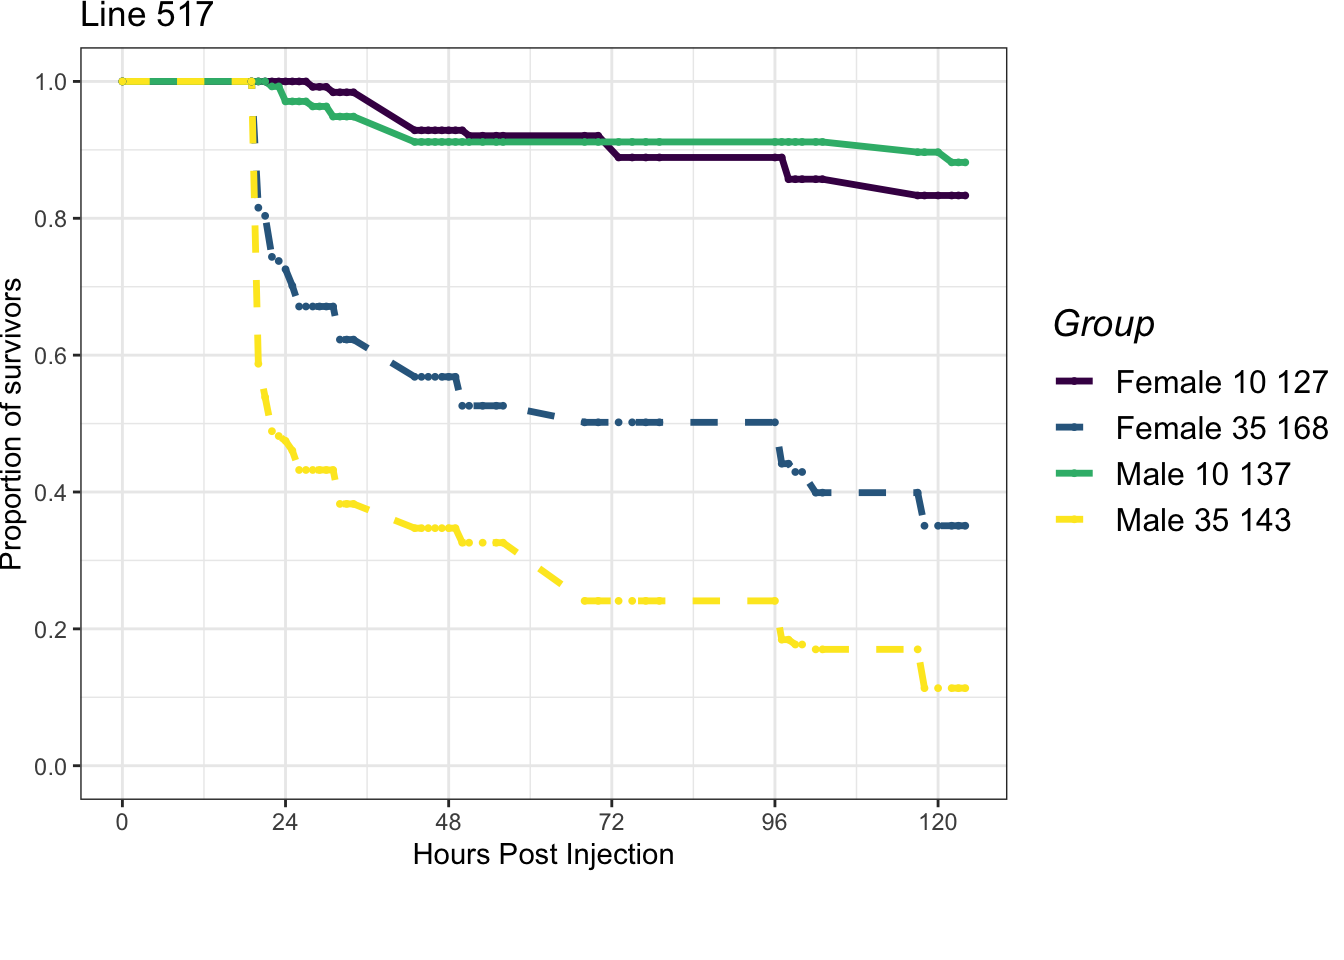 Line 517
1.0
0.8
0.6
0.4
0.2
0.0
Proportion of survivors
0 24 48 72 96 120
Hours Post Injection
Group
Female 10 127
Female 35 168
Male 10 137
Male 35 143